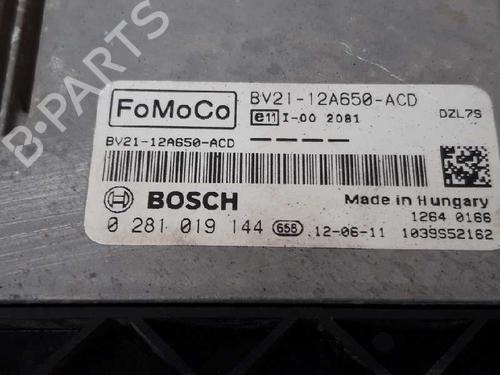 FoMoCo
BV21-12A650-ACD
e11 I-00 2081
DZL7S
BV21-12A650-ACD
BOSCH
Made in Hungary
1264 0166
0 281 019 144 658 12-06-11 1039S52162
B-PARTS